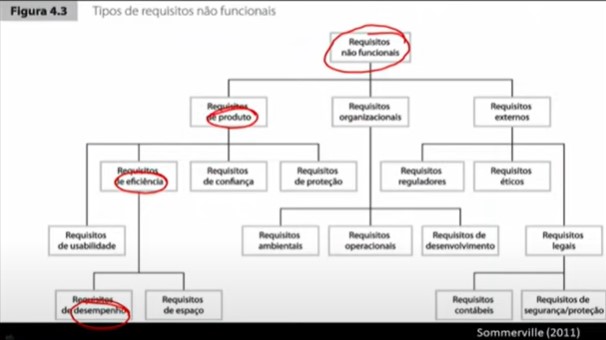 Figura 4.3 Tipos de requisitos não funcionais
Requisitos
não funcionais
Requisitos
de produto
Requisitos
organizacionais
Requisitos
externos
Requisitos
de eficiência
Requisitos
de confiança
Requisitos
de proteção
Requisitos
reguladores
Requisitos
éticos
Requisitos
de usabilidade
Requisitos
ambientais
Requisitos
operacionais
Requisitos de
desenvolvimento
Requisitos
legais
Requisitos
de desempenho
Requisitos
de espaço
Requisitos
contábeis
Requisitos de
segurança/proteção
Sommerville (2011)